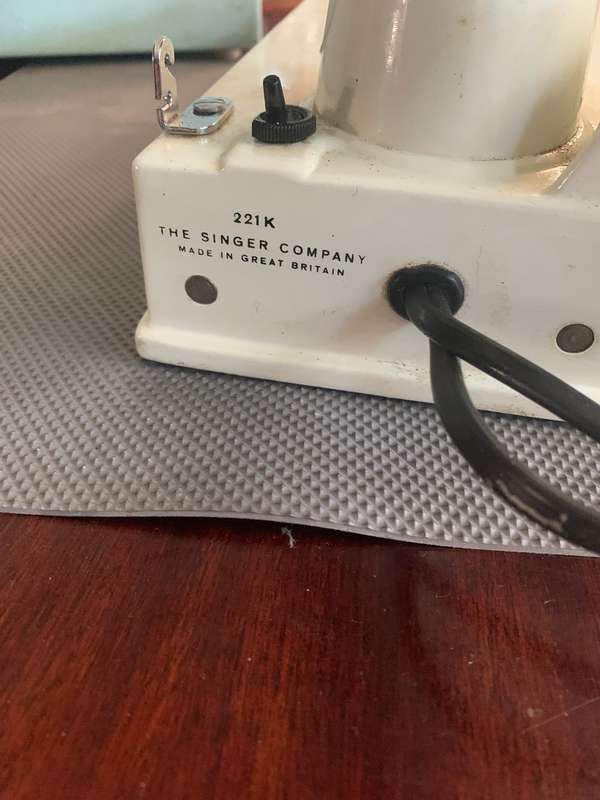 221K
THE SINGER COMPANY
MADE IN GREAT BRITAIN